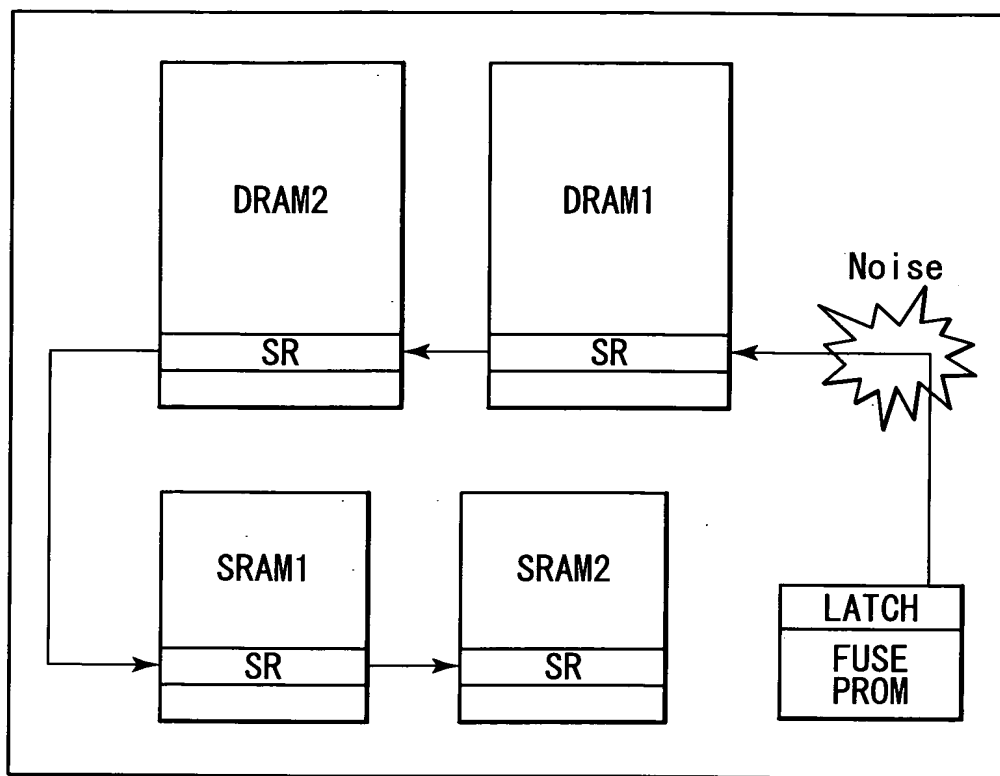 DRAM2
DRAM1
Noise
SR
SR
SRAM1
SRAM2
LATCH
SR
SR
FUSE
PROM